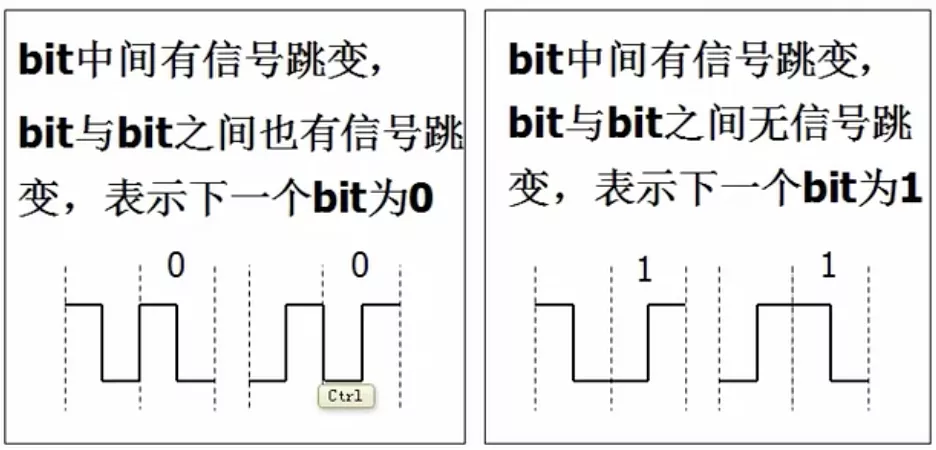 bit中间有信号跳变，
bit与bit之间也有信号跳
变，表示下一个bit为0
0 0
Ctrl
bit中间有信号跳变，
bit与bit之间无信号跳
变，表示下一个bit为1
1 1